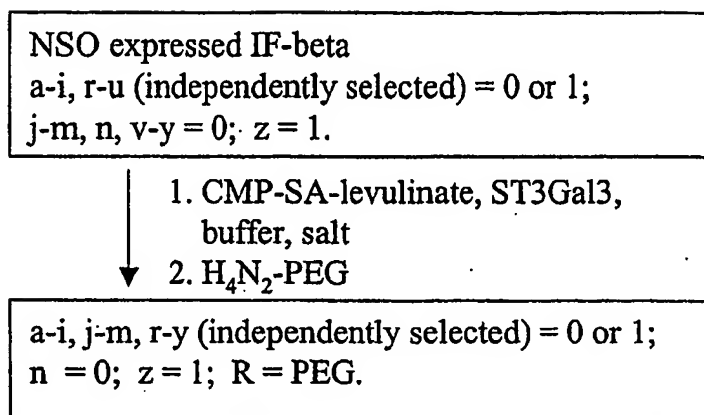 NSO expressed IF-beta
a-i, r-u (independently selected) = 0 or 1;
j-m, n, v-y = 0; z = 1.
1. CMP-SA-levulinate, ST3Gal3,
buffer, salt
2. H₄N₂-PEG
a-i, j-m, r-y (independently selected) = 0 or 1;
n = 0; z = 1; R = PEG.